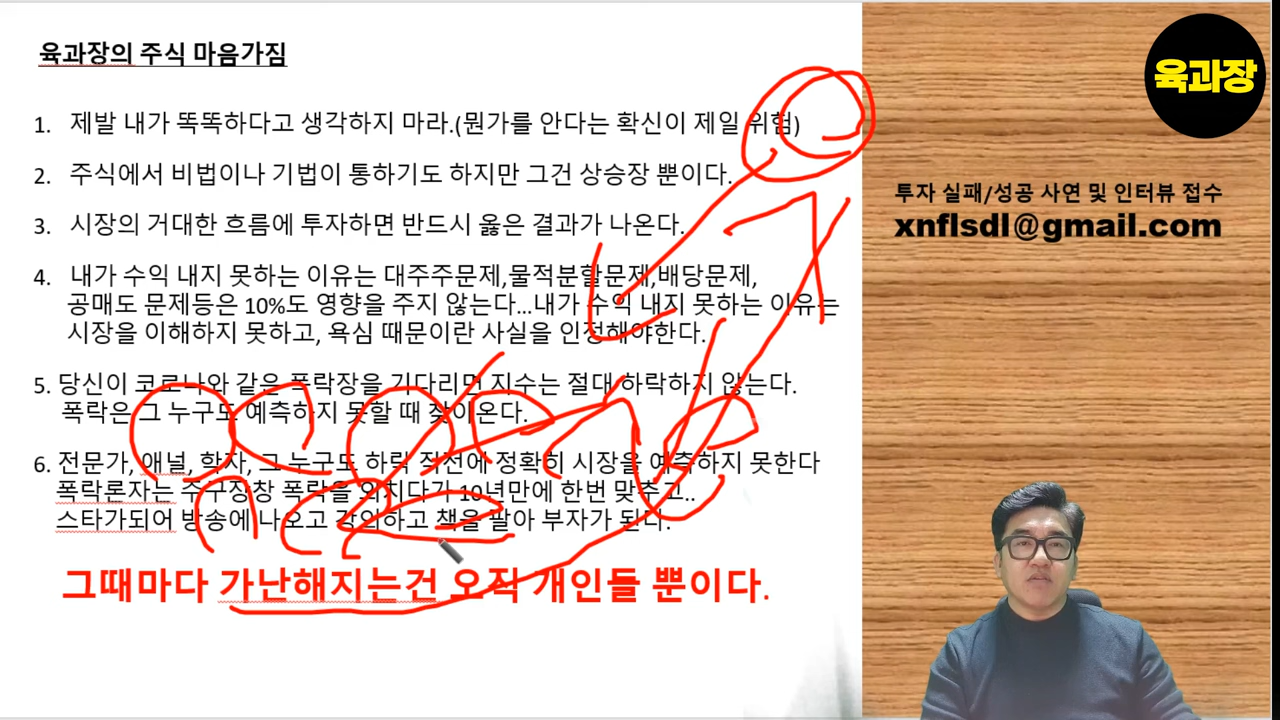 육과장의 주식 마음가짐
육과장
1. 제발 내가 똑똑하다고 생각하지 마라.(뭔가를 안다는 확신이 제일 위험)
2. 주식에서 비법이나 기법이 통하기도 하지만 그건 상승장 뿐이다.
투자 실패/성공 사연 및 인터뷰 접수
xnflsdl@gmail.com
3. 시장의 거대한 흐름에 투자하면 반드시 옳은 결과가 나온다.
4. 내가 수익 내지 못하는 이유는 대주주문제,물적분할문제,배당문제,
공매도 문제등은 10%도 영향을 주지 않는다...내가 수익 내지 못하는 이유는
시장을 이해하지 못하고, 욕심 때문이란 사실을 인정해야한다.
5. 당신이 코로나와 같은 폭락장을 기다리면 지수는 절대 하락하지 않는다.
폭락은 그 누구도 예측하지 못할 때 찾아온다.
6. 전문가, 애널, 학자, 그 누구도 하락 직전에 정확히 시장을 예측하지 못한다
폭락론자는 주구장창 폭락을 외치다가 10년만에 한번 맞추고..
스타가되어 방송에 나오고 강의하고 책을 팔아 부자가 된다.
그때마다 가난해지는건 오직 개인들 뿐이다.